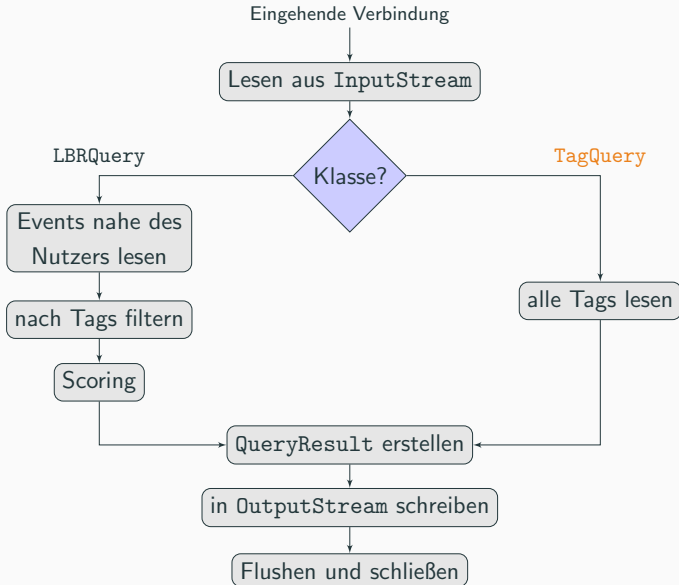 Eingehende Verbindung
Lesen aus InputStream
LBRQuery
Klasse?
TagQuery
Events nahe des
Nutzers lesen
alle Tags lesen
nach Tags filtern
Scoring
QueryResult erstellen
in OutputStream schreiben
Flushen und schließen